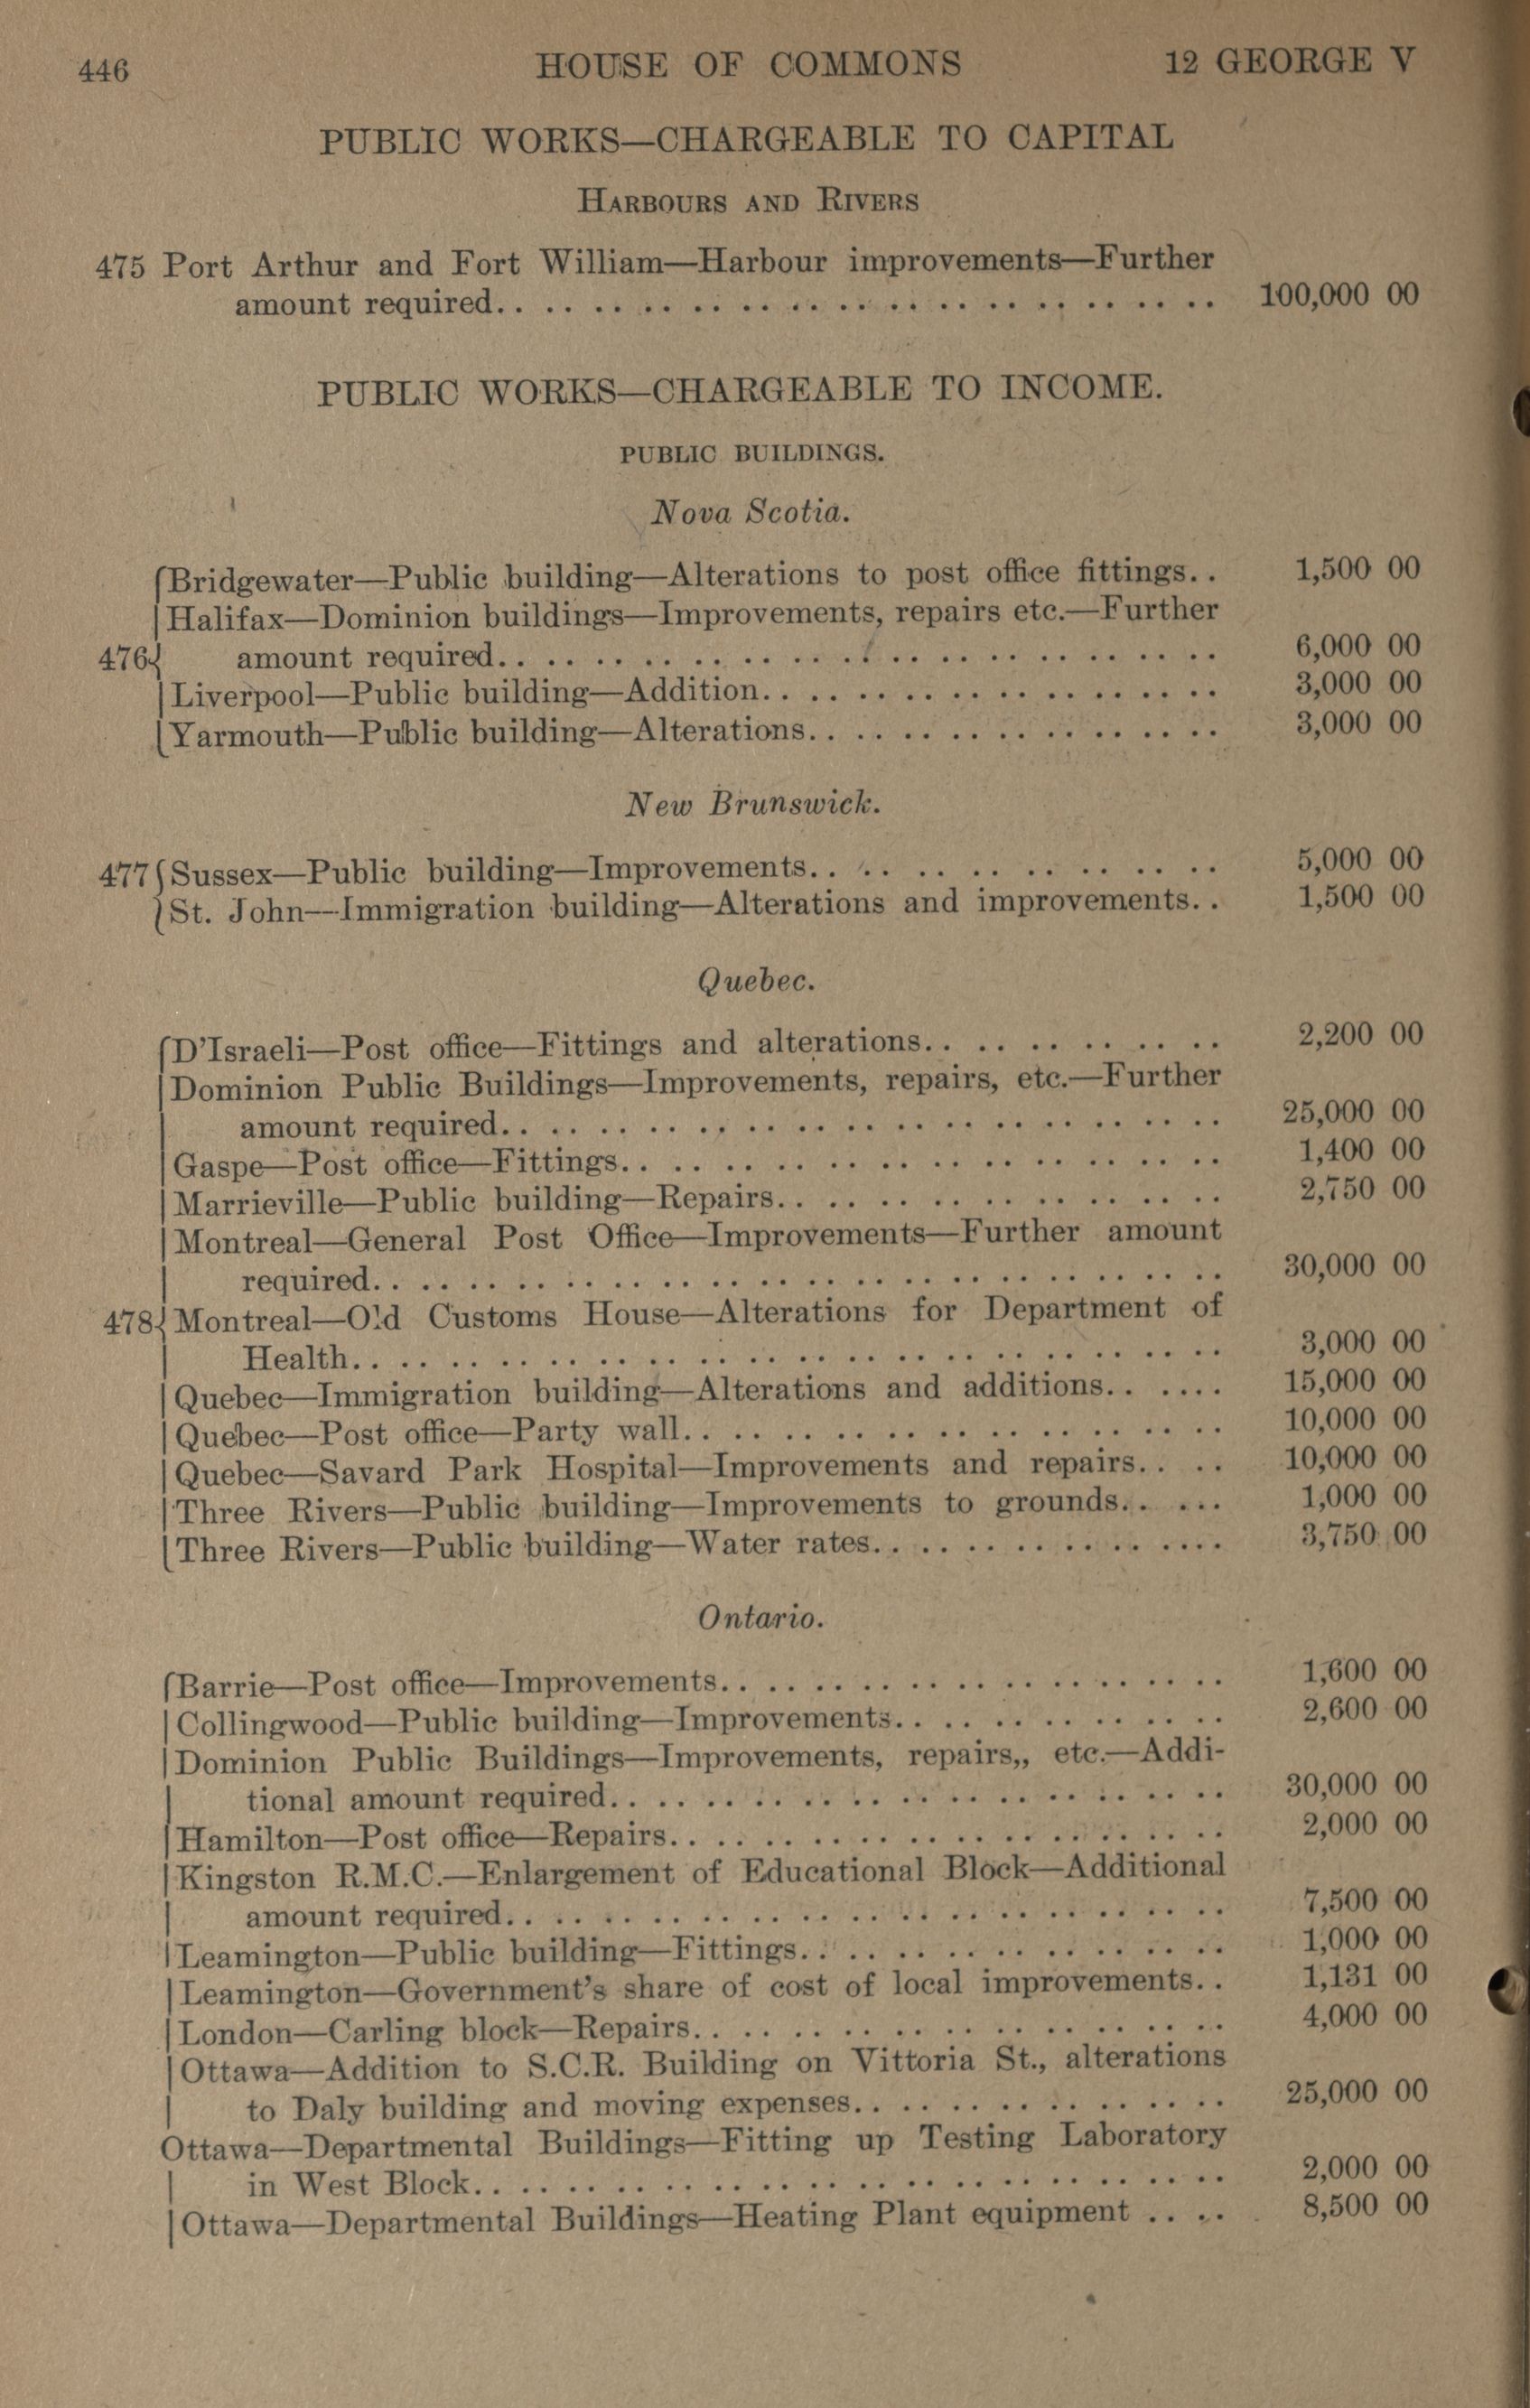 446 HOUSE OF COMMONS 12 GEORGE V
PUBLIC WORKS—CHARGEABLE TO CAPITAL
HARBOURS AND RIVERS
475 Port Arthur and Fort William—Harbour improvements—Further
amount required. . . . . . . . . . . . . . . . . . . . 100,000 00
PUBLIC WORKS—CHARGEABLE TO INCOME.
PUBLIC BUILDINGS.
Nova Scotia.
Bridgewater—Public building—Alterations to post office fittings. . 1,500 00
Halifax—Dominion buildings—Improvements, repairs etc.—Further
476 amount required. . . . . . . . . . . . . . . . . . . . 6,000 00
Liverpool—Public building—Addition. . . . . . . . . . . . 3,000 00
Yarmouth—Public building—Alterations. . . . . . . . . . . 3,000 00
New Brunswick.
477 Sussex—Public building—Improvements. . . . . . . . . . 5,000 00
St. John—Immigration building—Alterations and improvements. . 1,500 00
Quebec.
D'Israeli—Post office—Fittings and alterations. . . . . . . . 2,200 00
Dominion Public Buildings—Improvements, repairs, etc.—Further
amount required. . . . . . . . . . . . . . . . . . . . 25,000 00
Gaspe—Post office—Fittings. . . . . . . . . . . . . . . . 1,400 00
Marrieville—Public building—Repairs. . . . . . . . . . . . 2,750 00
Montreal—General Post Office—Improvements—Further amount
required. . . . . . . . . . . . . . . . . . . . . . . 30,000 00
478 Montreal—Old Customs House—Alterations for Department of
Health. . . . . . . . . . . . . . . . . . . . . . . . 3,000 00
Quebec—Immigration building—Alterations and additions. . .... 15,000 00
Quebec—Post office—Party wall. . . . . . . . . . . . . . 10,000 00
Quebec—Savard Park Hospital—Improvements and repairs. . . . 10,000 00
Three Rivers—Public building—Improvements to grounds. . ... 1,000 00
Three Rivers—Public building—Water rates. . . . . . . . . . 3,750 00
Ontario.
Barrie—Post office—Improvements. . . . . . . . . . . . . 1,600 00
Collingwood—Public building—Improvements. . . . . . . . . 2,600 00
Dominion Public Buildings—Improvements, repairs,, etc.—Addi-
tional amount required. . . . . . . . . . . . . . . . . 30,000 00
Hamilton—Post office—Repairs. . . . . . . . . . . . . . . 2,000 00
Kingston R.M.C.—Enlargement of Educational Block—Additional
amount required. . . . . . . . . . . . . . . . . . . . 7,500 00
Leamington—Public building—Fittings. . . . . . . . . . . . 1,000 00
Leamington—Government's share of cost of local improvements. . 1,131 00
London—Carling block—Repairs. . . . . . . . . . . . . . 4,000 00
Ottawa—Addition to S.C.R. Building on Vittoria St., alterations
to Daly building and moving expenses. . . . . . . . . . . 25,000 00
Ottawa—Departmental Buildings—Fitting up Testing Laboratory
in West Block. . . . . . . . . . . . . . . . . . . . . 2,000 00
Ottawa—Departmental Buildings—Heating Plant equipment . . . . 8,500 00